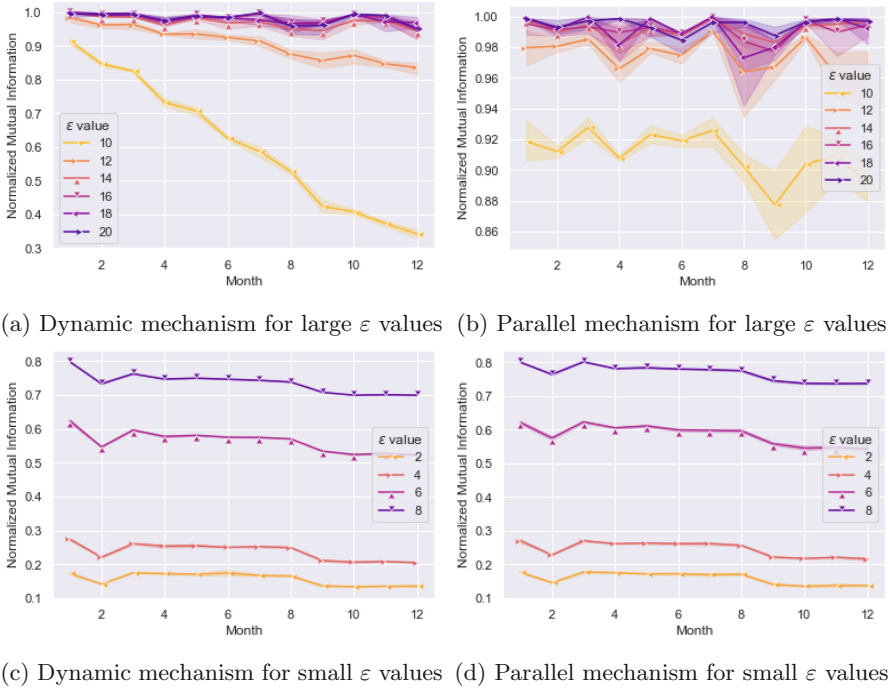 1.0
0.9
0.8
0.7
0.6
0.5
0.4
0.3
Normalized Mutual Information
ε value
10
12
14
16
18
20
2 4 6 8 10 12
Month
1.00
0.98
0.96
0.94
0.92
0.90
0.88
0.86
Normalized Mutual Information
ε value
10
12
14
16
18
20
2 4 6 8 10 12
Month
(a) Dynamic mechanism for large ε values (b) Parallel mechanism for large ε values
0.8
0.7
0.6
0.5
0.4
0.3
0.2
0.1
Normalized Mutual Information
ε value
2
4
6
8
2 4 6 8 10 12
Month
0.8
0.7
0.6
0.5
0.4
0.3
0.2
0.1
Normalized Mutual Information
ε value
2
4
6
8
2 4 6 8 10 12
Month
(c) Dynamic mechanism for small ε values (d) Parallel mechanism for small ε values